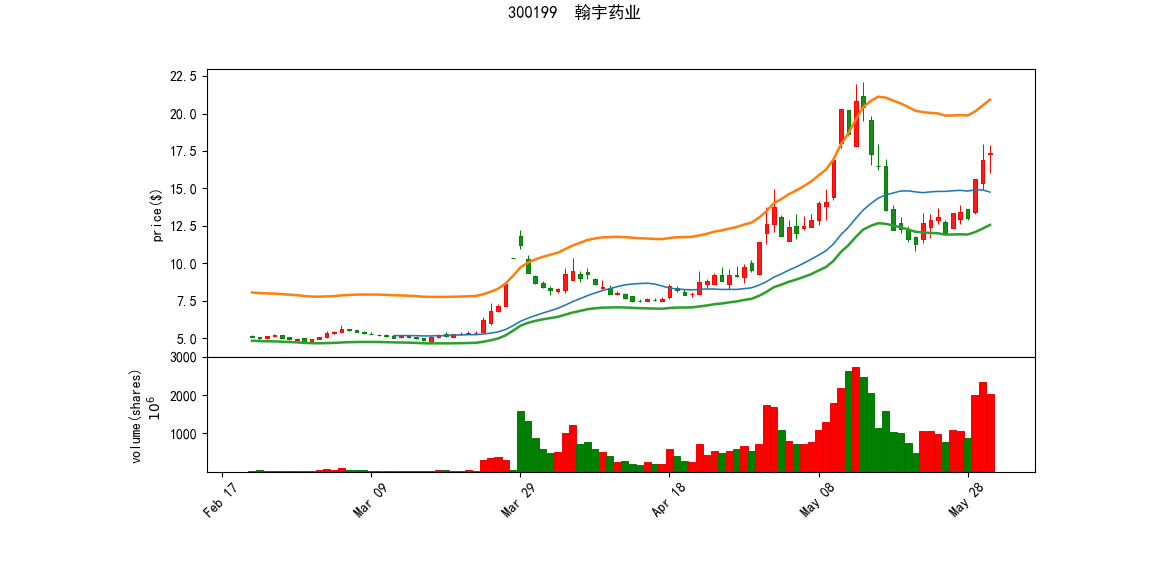 300199 翰宇药业
22.5
20.0
17.5
15.0
12.5
10.0
7.5
5.0
price($)
3000
2000
1000
volume(shares)
10^6
Feb 17
Mar 09
Mar 29
Apr 18
May 08
May 28